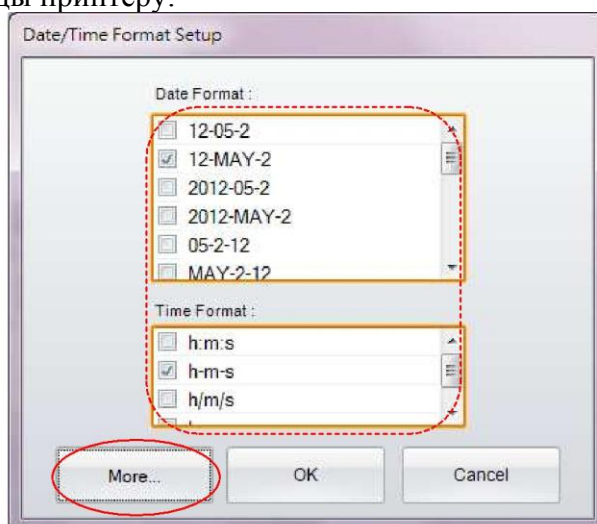 принтеру.
Date/Time Format Setup
Date Format :
12-05-2
12-MAY-2
2012-05-2
2012-MAY-2
05-2-12
MAY-2-12
Time Format :
h:m:s
h-m-s
h/m/s
More...
OK
Cancel